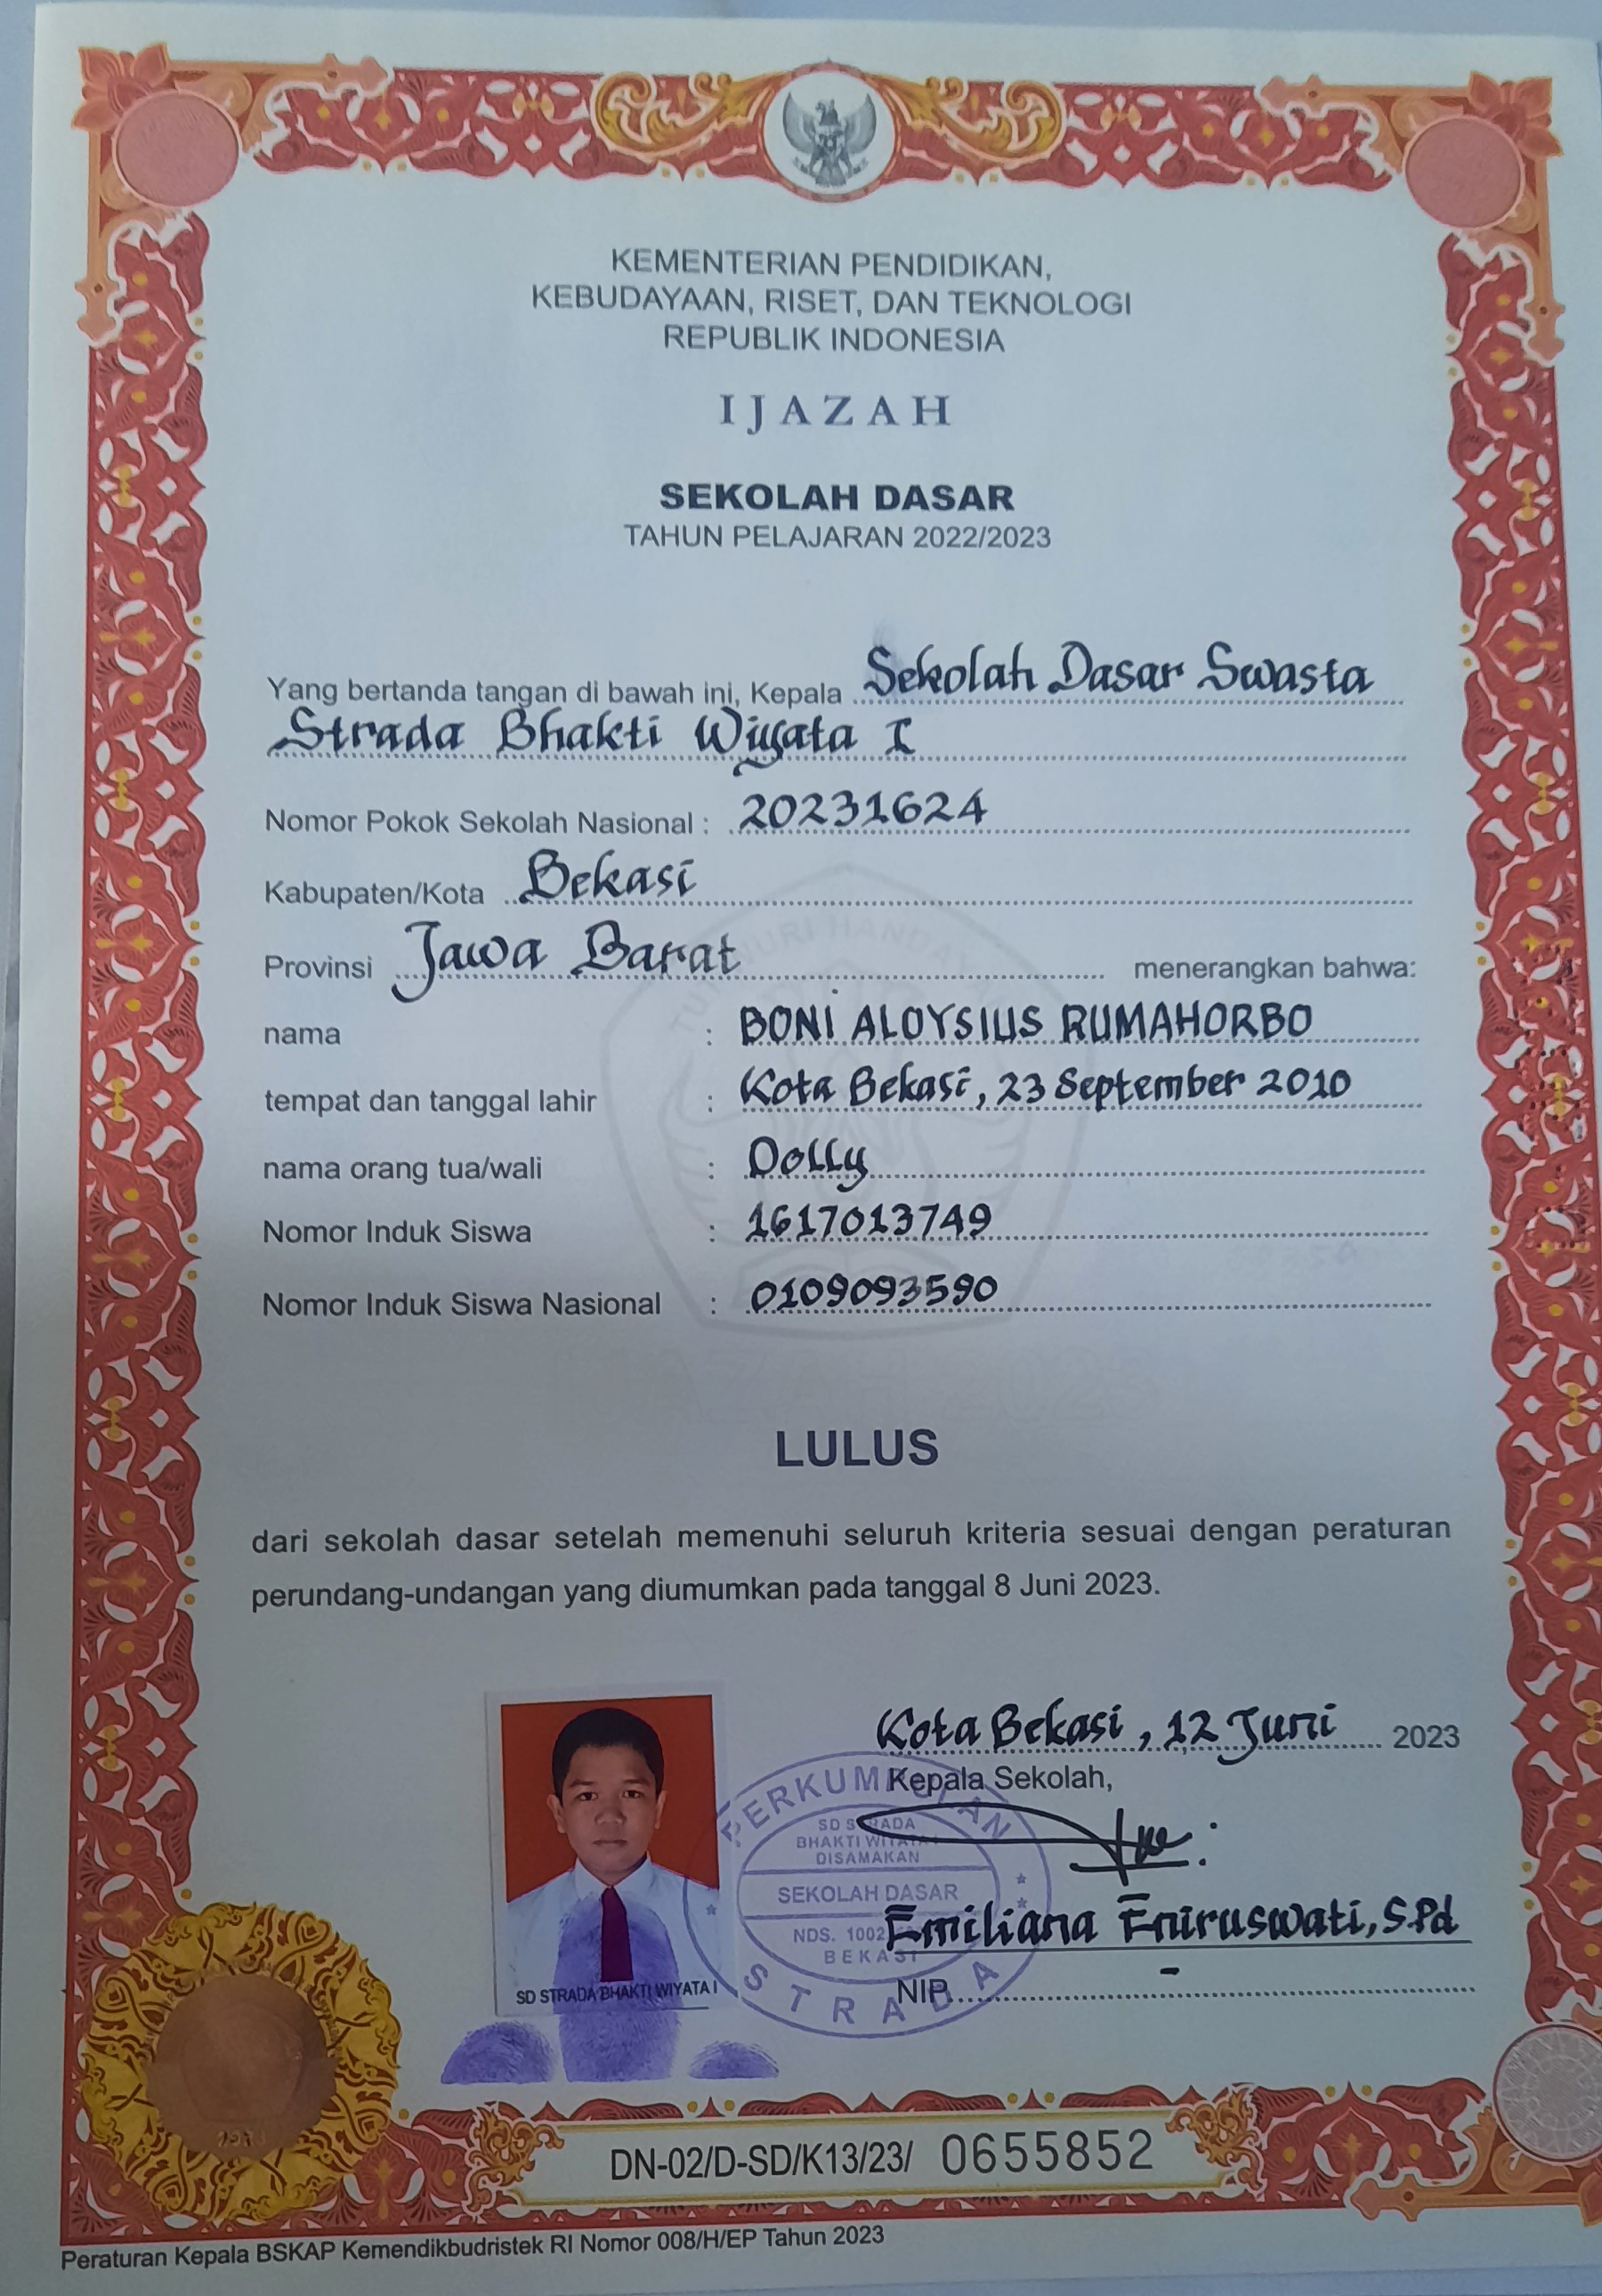 KEMENTERIAN PENDIDIKAN,
KEBUDAYAAN, RISET, DAN TEKNOLOGI
REPUBLIK INDONESIA
IJAZAH
SEKOLAH DASAR
TAHUN PELAJARAN 2022/2023
Yang bertanda tangan di bawah ini, Kepala Sekolah Dasar Swasta
Strada Bhakti Wiyata I
Nomor Pokok Sekolah Nasional : 20231624
Kabupaten/Kota Bekasi
Provinsi Jawa Barat menerangkan bahwa:
nama : BONI ALOYSIUS RUMAHORBO
tempat dan tanggal lahir : Kota Bekasi, 23 September 2010
nama orang tua/wali : Dolly
Nomor Induk Siswa : 1617013749
Nomor Induk Siswa Nasional : 0109093590
LULUS
dari sekolah dasar setelah memenuhi seluruh kriteria sesuai dengan peraturan
perundang-undangan yang diumumkan pada tanggal 8 Juni 2023.
Kota Bekasi, 12 Juni 2023
Kepala Sekolah,
PERKUMPULAN
SD STRADA
BHAKTI WIYATA I
DISAMAKAN
SEKOLAH DASAR
NDS. 1002
BEKASI
STRADA
Emiliana Eniruswati, S.Pd
NIP. -
SD STRADA BHAKTI WIYATA I
DN-02/D-SD/K13/23/ 0655852
Peraturan Kepala BSKAP Kemendikbudristek RI Nomor 008/H/EP Tahun 2023